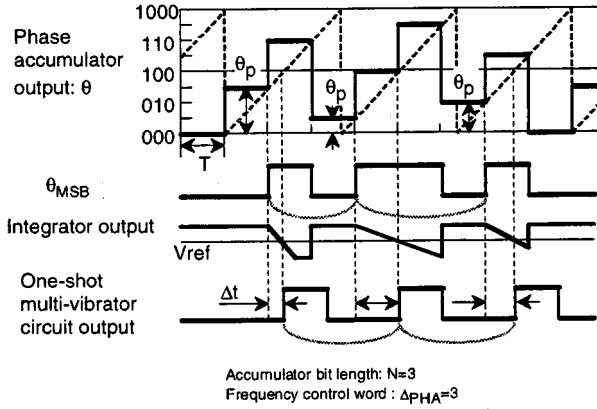 Phase accumulator output: θ
1000
110
100
010
000
θp
θp
θp
T
θMSB
Integrator output
Vref
One-shot multi-vibrator circuit output
Δt
Accumulator bit length: N=3
Frequency control word : ΔPHA=3